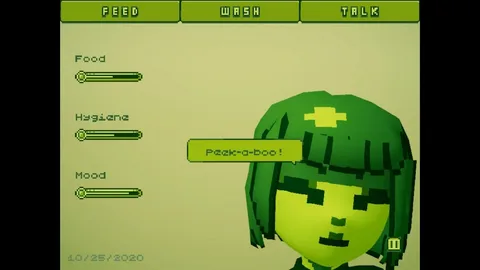 FEED
WASH
TALK
Food
Hygiene
Peek-a-boo!
Mood
10/25/2020